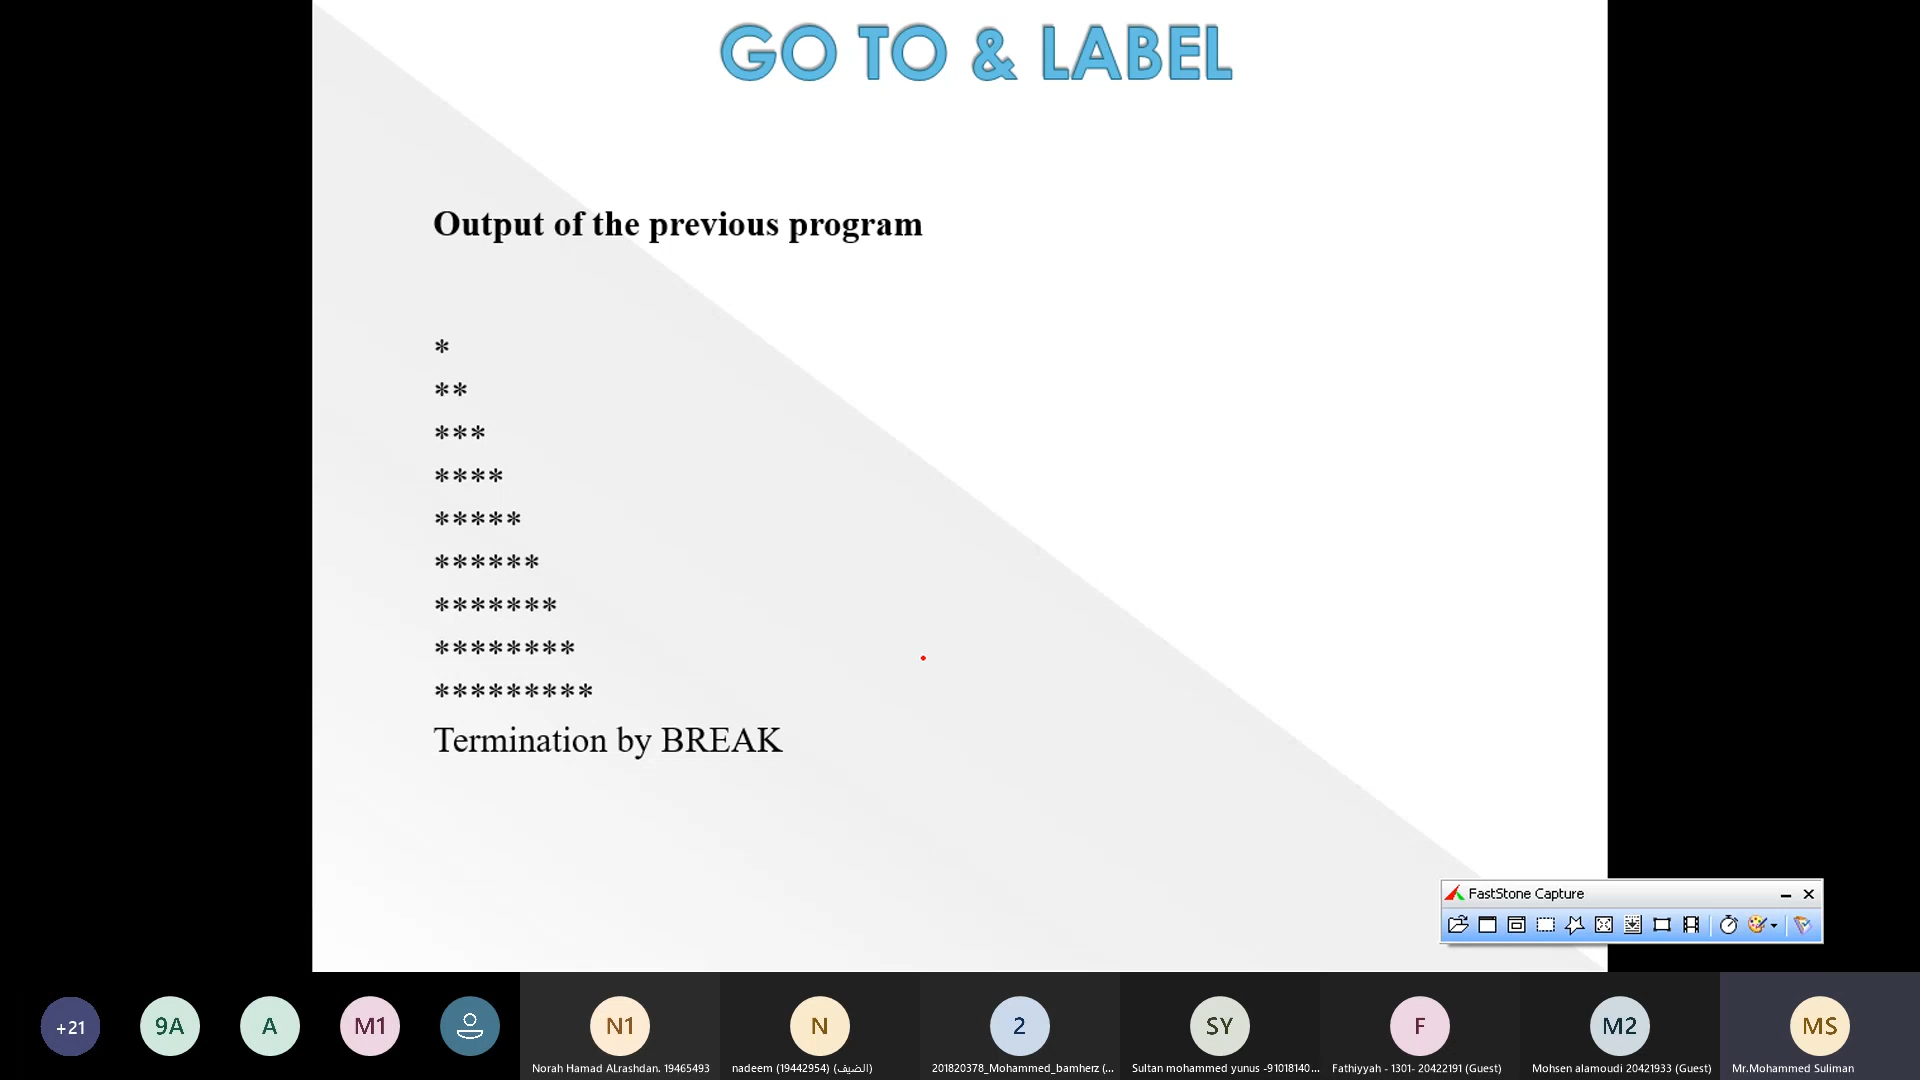 GO TO & LABEL
Output of the previous program
*
**
***
****
*****
******
*******
********
*********
Termination by BREAK
FastStone Capture
+21
9A
A
M1
N1
N
2
SY
F
M2
MS
Norah Hamad ALrashdan. 19465493
nadeem (19442954) (الضيف)
201820378_Mohammed_bamherz (...
Sultan mohammed yunus -91018140...
Fathiyyah - 1301- 20422191 (Guest)
Mohsen alamoudi 20421933 (Guest)
Mr.Mohammed Suliman